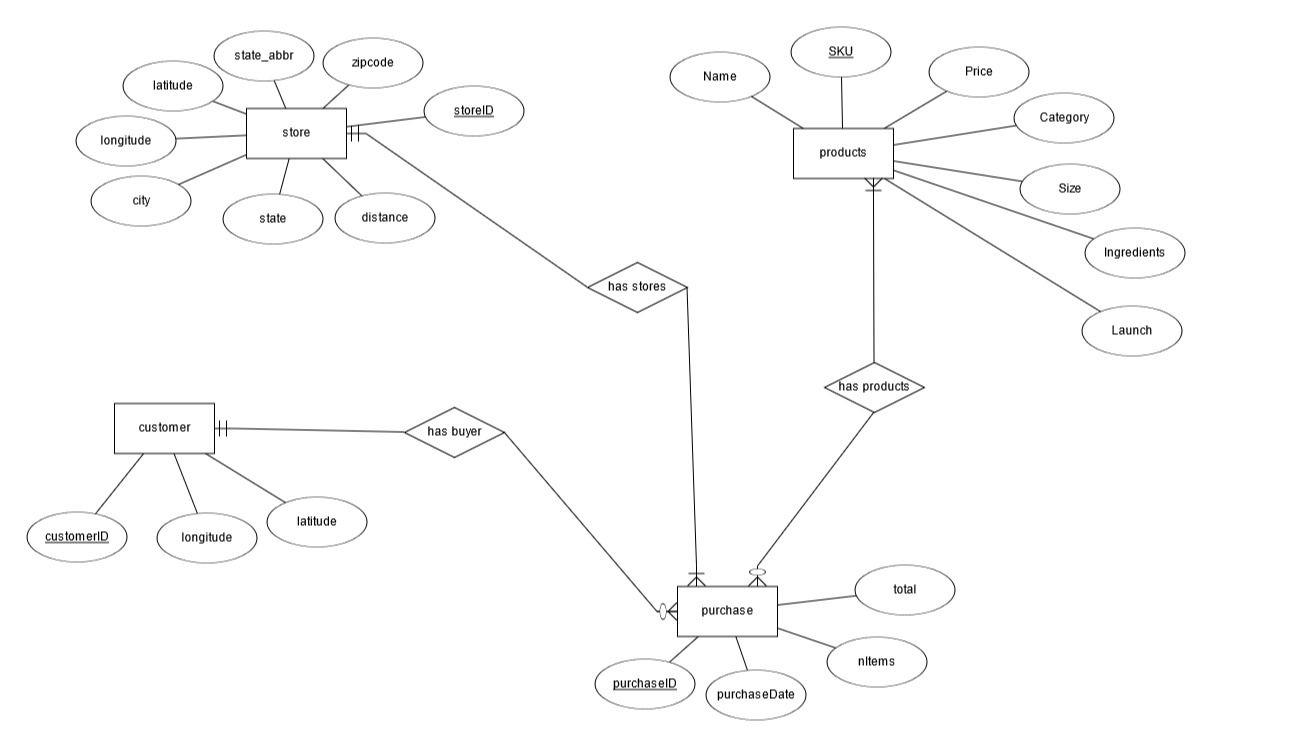 state_abbr
zipcode
latitude
storeID
store
longitude
city
state
distance
SKU
Name
Price
Category
products
Size
Ingredients
Launch
has stores
has products
customer
has buyer
customerID
longitude
latitude
purchase
total
nItems
purchaseID
purchaseDate